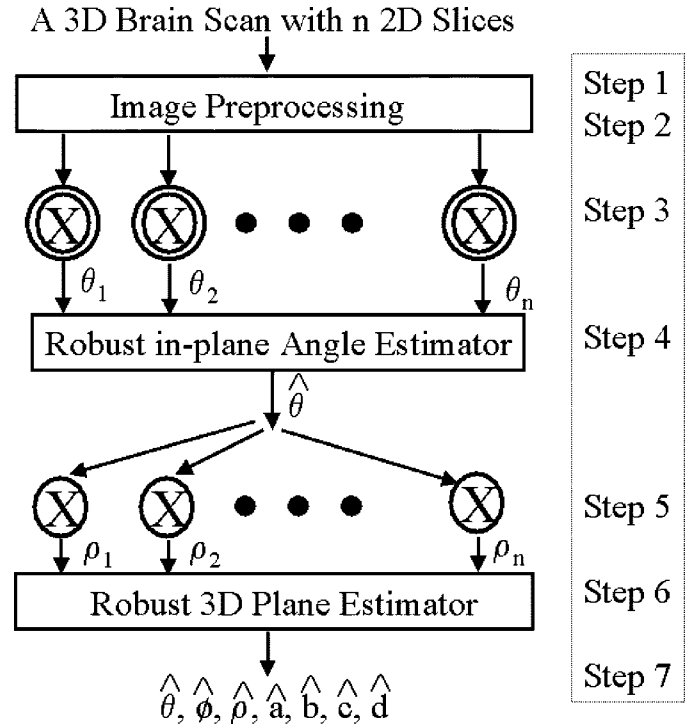 A 3D Brain Scan with n 2D Slices
Step 1
Image Preprocessing
Step 2
X X X
Step 3
θ1 θ2 θn
Robust in-plane Angle Estimator
Step 4
θ̂
X X X
Step 5
ρ1 ρ2 ρn
Robust 3D Plane Estimator
Step 6
θ̂, ϕ̂, ρ̂, â, b̂, ĉ, d̂
Step 7